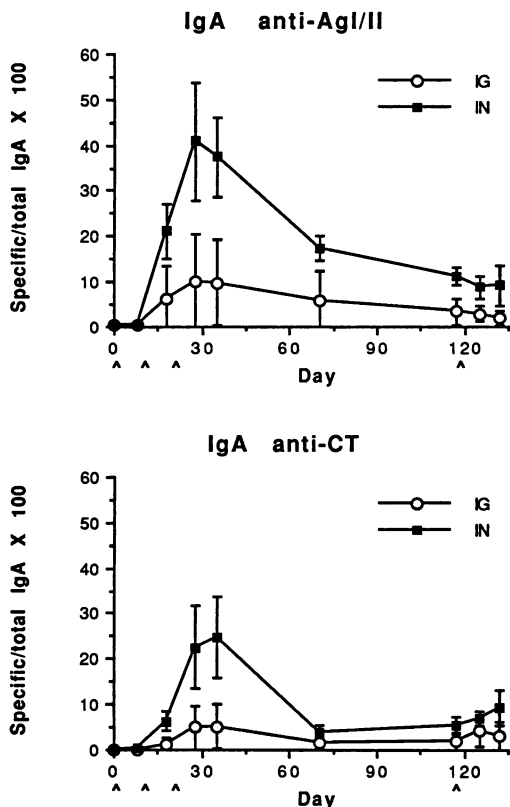 IgA anti-AgI/II
Specific/total IgA X 100
60
50
40
30
20
10
0
IG
IN
0 30 60 90 120
^ ^ ^ ^
Day
IgA anti-CT
Specific/total IgA X 100
60
50
40
30
20
10
0
IG
IN
0 30 60 90 120
^ ^ ^ ^
Day